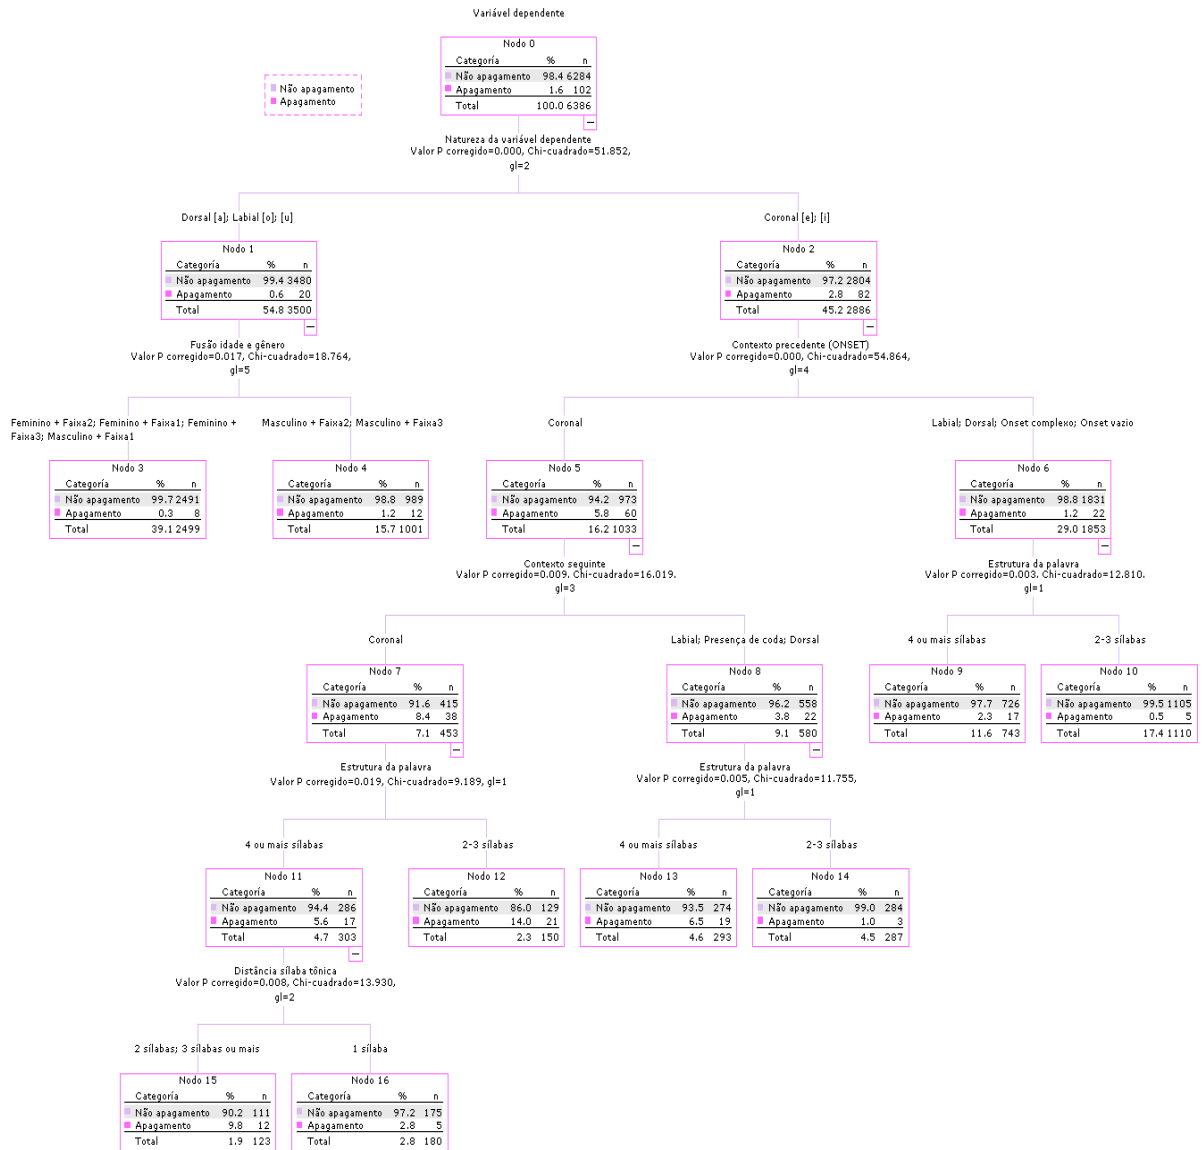 Variável dependente
Nodo 0
Categoría % n
Não apagamento 98.4 6284
Apagamento 1.6 102
Total 100.0 6386
Não apagamento
Apagamento
Natureza da variável dependente
Valor P corregido=0.000, Chi-cuadrado=51.852,
gl=2
Dorsal [a]; Labial [o]; [u]
Coronal [e]; [i]
Nodo 1
Categoría % n
Não apagamento 99.4 3480
Apagamento 0.6 20
Total 54.8 3500
Nodo 2
Categoría % n
Não apagamento 97.2 2804
Apagamento 2.8 82
Total 45.2 2886
Fusão idade e gênero
Valor P corregido=0.017, Chi-cuadrado=18.764,
gl=5
Contexto precedente (ONSET)
Valor P corregido=0.000, Chi-cuadrado=54.864,
gl=4
Feminino + Faixa2; Feminino + Faixa1; Feminino +
Faixa3; Masculino + Faixa1
Masculino + Faixa2; Masculino + Faixa3
Coronal
Labial; Dorsal; Onset complexo; Onset vazio
Nodo 3
Categoría % n
Não apagamento 99.7 2491
Apagamento 0.3 8
Total 39.1 2499
Nodo 4
Categoría % n
Não apagamento 98.8 989
Apagamento 1.2 12
Total 15.7 1001
Nodo 5
Categoría % n
Não apagamento 94.2 973
Apagamento 5.8 60
Total 16.2 1033
Nodo 6
Categoría % n
Não apagamento 98.8 1831
Apagamento 1.2 22
Total 29.0 1853
Contexto seguinte
Valor P corregido=0.009. Chi-cuadrado=16.019.
gl=3
Estrutura da palavra
Valor P corregido=0.003. Chi-cuadrado=12.810.
gl=1
Coronal
Labial; Presença de coda; Dorsal
4 ou mais sílabas
2-3 sílabas
Nodo 7
Categoría % n
Não apagamento 91.6 415
Apagamento 8.4 38
Total 7.1 453
Nodo 8
Categoría % n
Não apagamento 96.2 558
Apagamento 3.8 22
Total 9.1 580
Nodo 9
Categoría % n
Não apagamento 97.7 726
Apagamento 2.3 17
Total 11.6 743
Nodo 10
Categoría % n
Não apagamento 99.5 1105
Apagamento 0.5 5
Total 17.4 1110
Estrutura da palavra
Valor P corregido=0.019, Chi-cuadrado=9.189, gl=1
Estrutura da palavra
Valor P corregido=0.005, Chi-cuadrado=11.755,
gl=1
4 ou mais sílabas
2-3 sílabas
4 ou mais sílabas
2-3 sílabas
Nodo 11
Categoría % n
Não apagamento 94.4 286
Apagamento 5.6 17
Total 4.7 303
Nodo 12
Categoría % n
Não apagamento 86.0 129
Apagamento 14.0 21
Total 2.3 150
Nodo 13
Categoría % n
Não apagamento 93.5 274
Apagamento 6.5 19
Total 4.6 293
Nodo 14
Categoría % n
Não apagamento 99.0 284
Apagamento 1.0 3
Total 4.5 287
Distância sílaba tônica
Valor P corregido=0.008, Chi-cuadrado=13.930,
gl=2
2 sílabas; 3 sílabas ou mais
1 sílaba
Nodo 15
Categoría % n
Não apagamento 90.2 111
Apagamento 9.8 12
Total 1.9 123
Nodo 16
Categoría % n
Não apagamento 97.2 175
Apagamento 2.8 5
Total 2.8 180